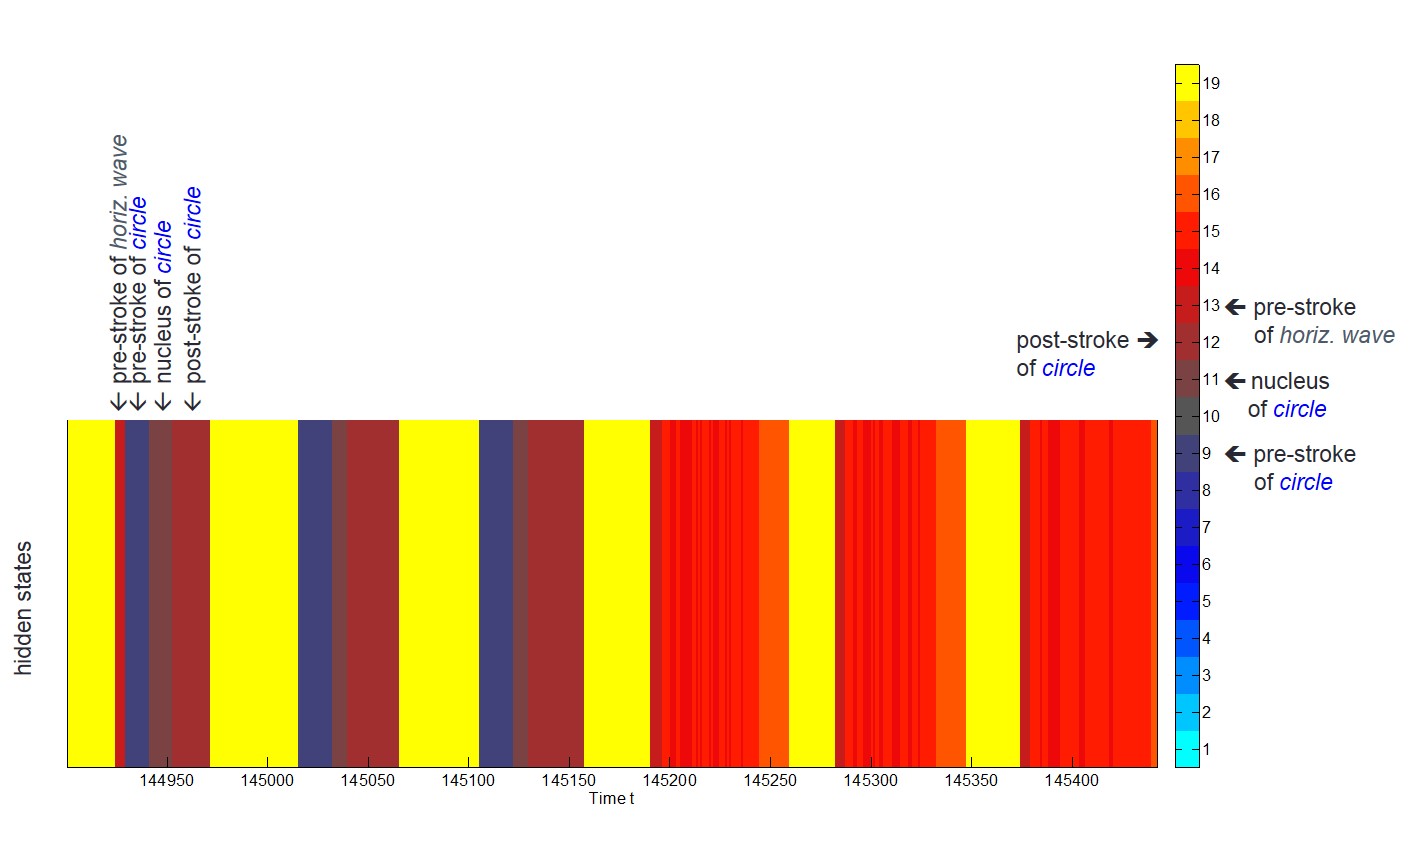 ← pre-stroke of horiz. wave
← pre-stroke of circle
← nucleus of circle
← post-stroke of circle
hidden states
144950 145000 145050 145100 145150 145200 145250 145300 145350 145400
Time t
post-stroke →
of circle
19
18
17
16
15
14
13
12
11
10
9
8
7
6
5
4
3
2
1
← pre-stroke
of horiz. wave
← nucleus
of circle
← pre-stroke
of circle